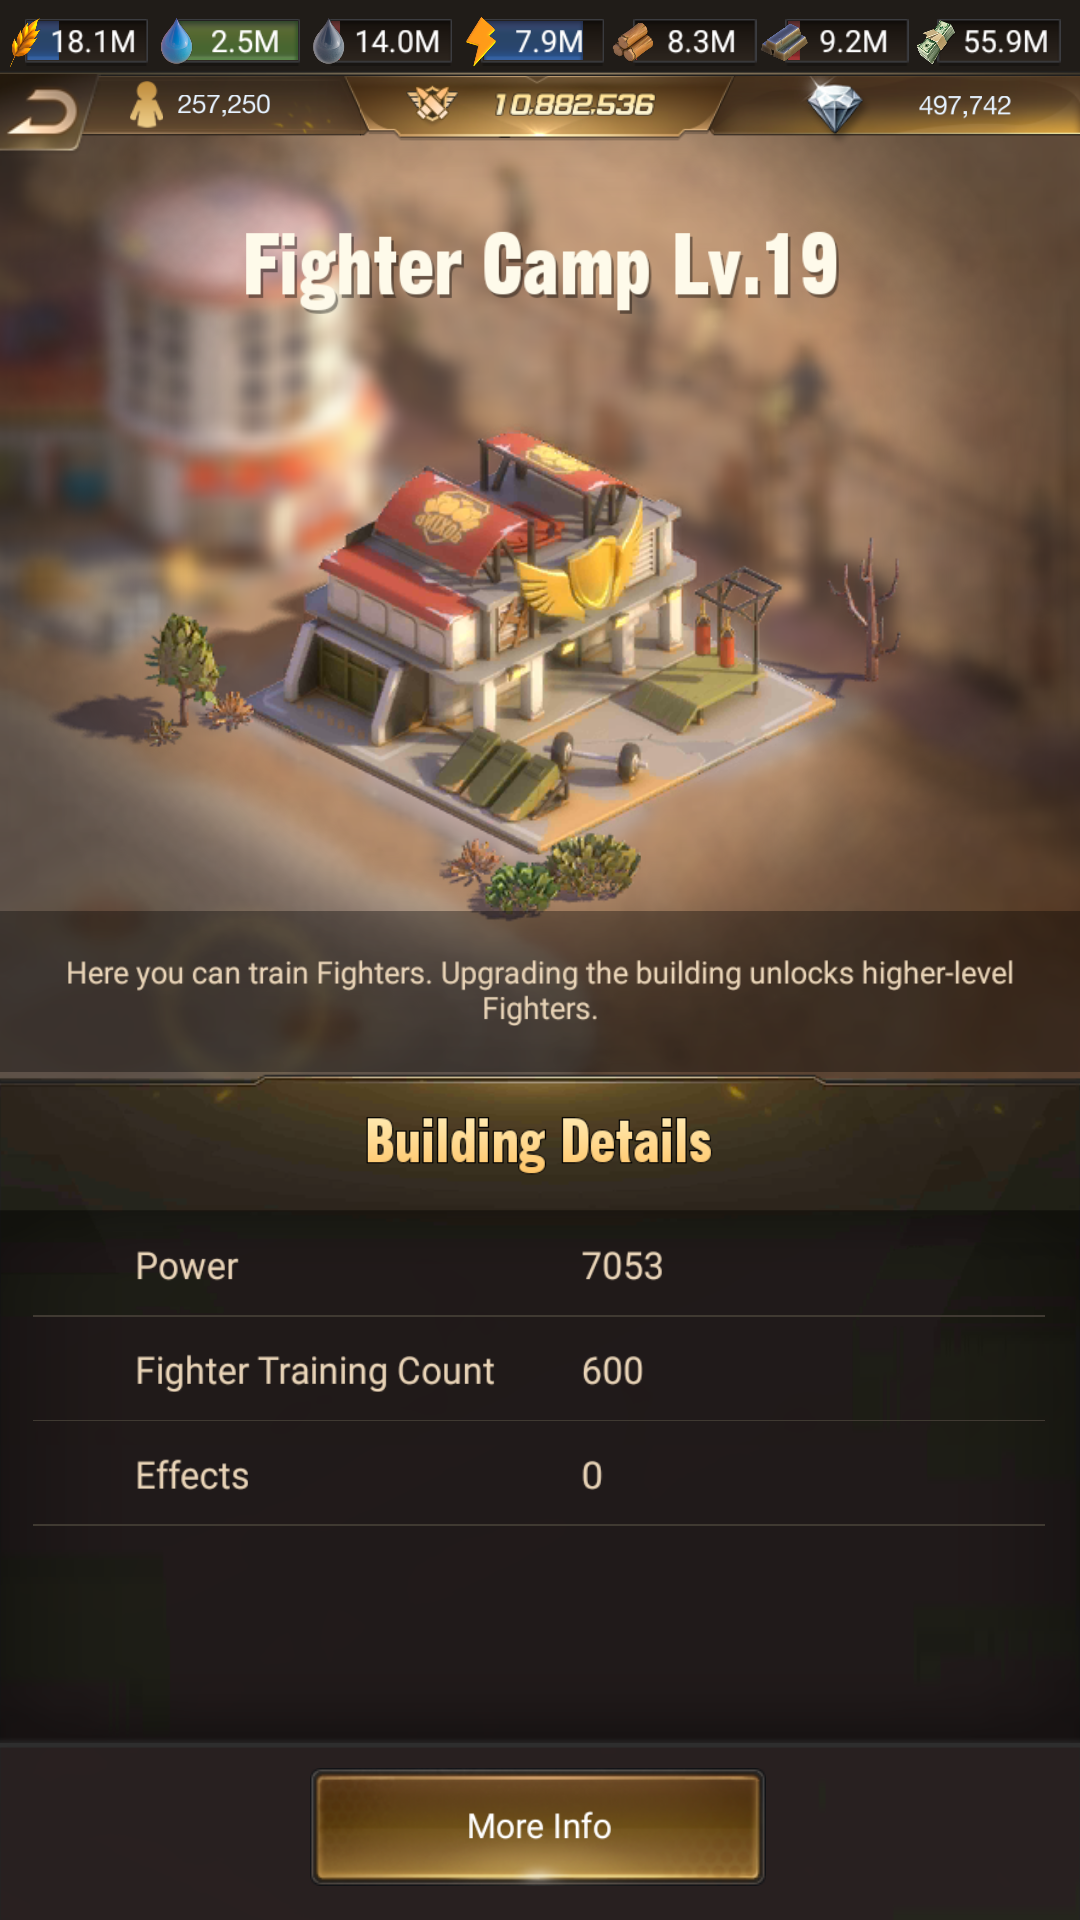 18.1M 2.5M 14.0M 7.9M 8.3M 9.2M 55.9M
257,250 10,882,536 497,742
Fighter Camp Lv.19
BOXING
Here you can train Fighters. Upgrading the building unlocks higher-level
Fighters.
Building Details
Power 7053
Fighter Training Count 600
Effects 0
More Info